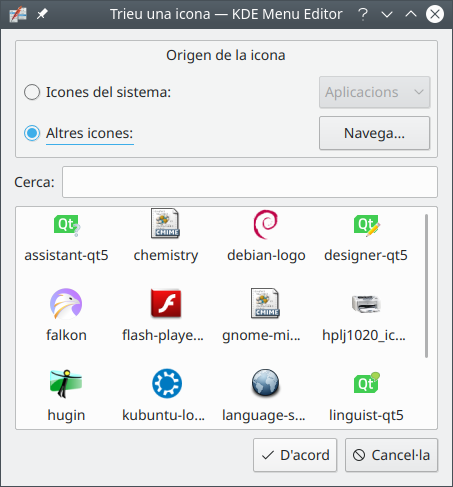 Trieu una icona — KDE Menu Editor
Origen de la icona
Icones del sistema:
Aplicacions
Altres icones:
Navega...
Cerca:
Qt Qt
CMIME
assistant-qt5 chemistry debian-logo designer-qt5
CMIME
falkon flash-playe... gnome-mi... hplj1020_ic...
Qt
hugin kubuntu-lo... language-s... linguist-qt5
D'acord Cancel·la